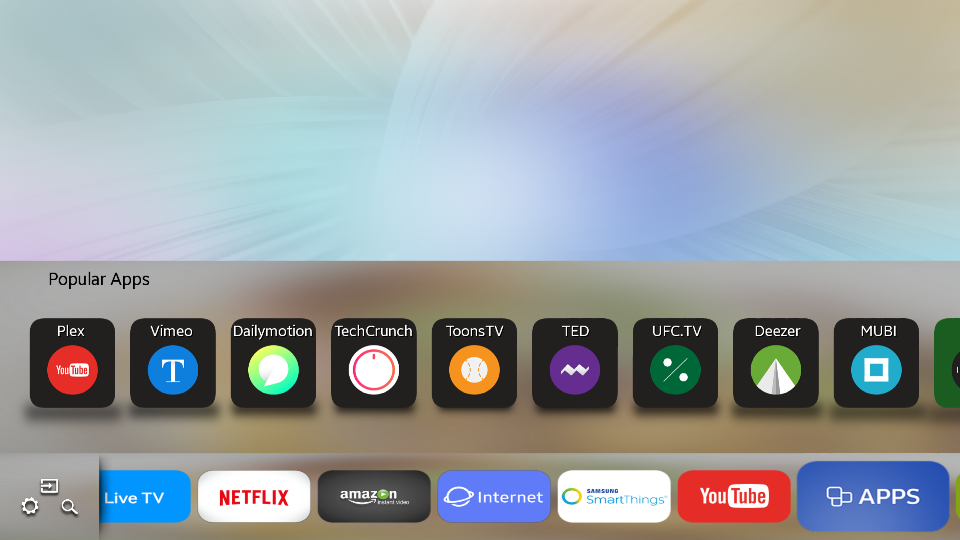 Popular Apps
Plex
Vimeo
Dailymotion
TechCrunch
ToonsTV
TED
UFC.TV
Deezer
MUBI
YouTube
T
Live TV
NETFLIX
amazon
instant video
Internet
SAMSUNG
SmartThings
YouTube
APPS